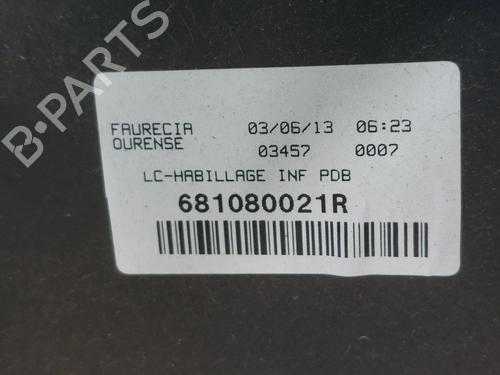 FAURECIA 03/06/13 06:23
OURENSE 03457 0007
LC-HABILLAGE INF PDB
681080021R
B-PARTS